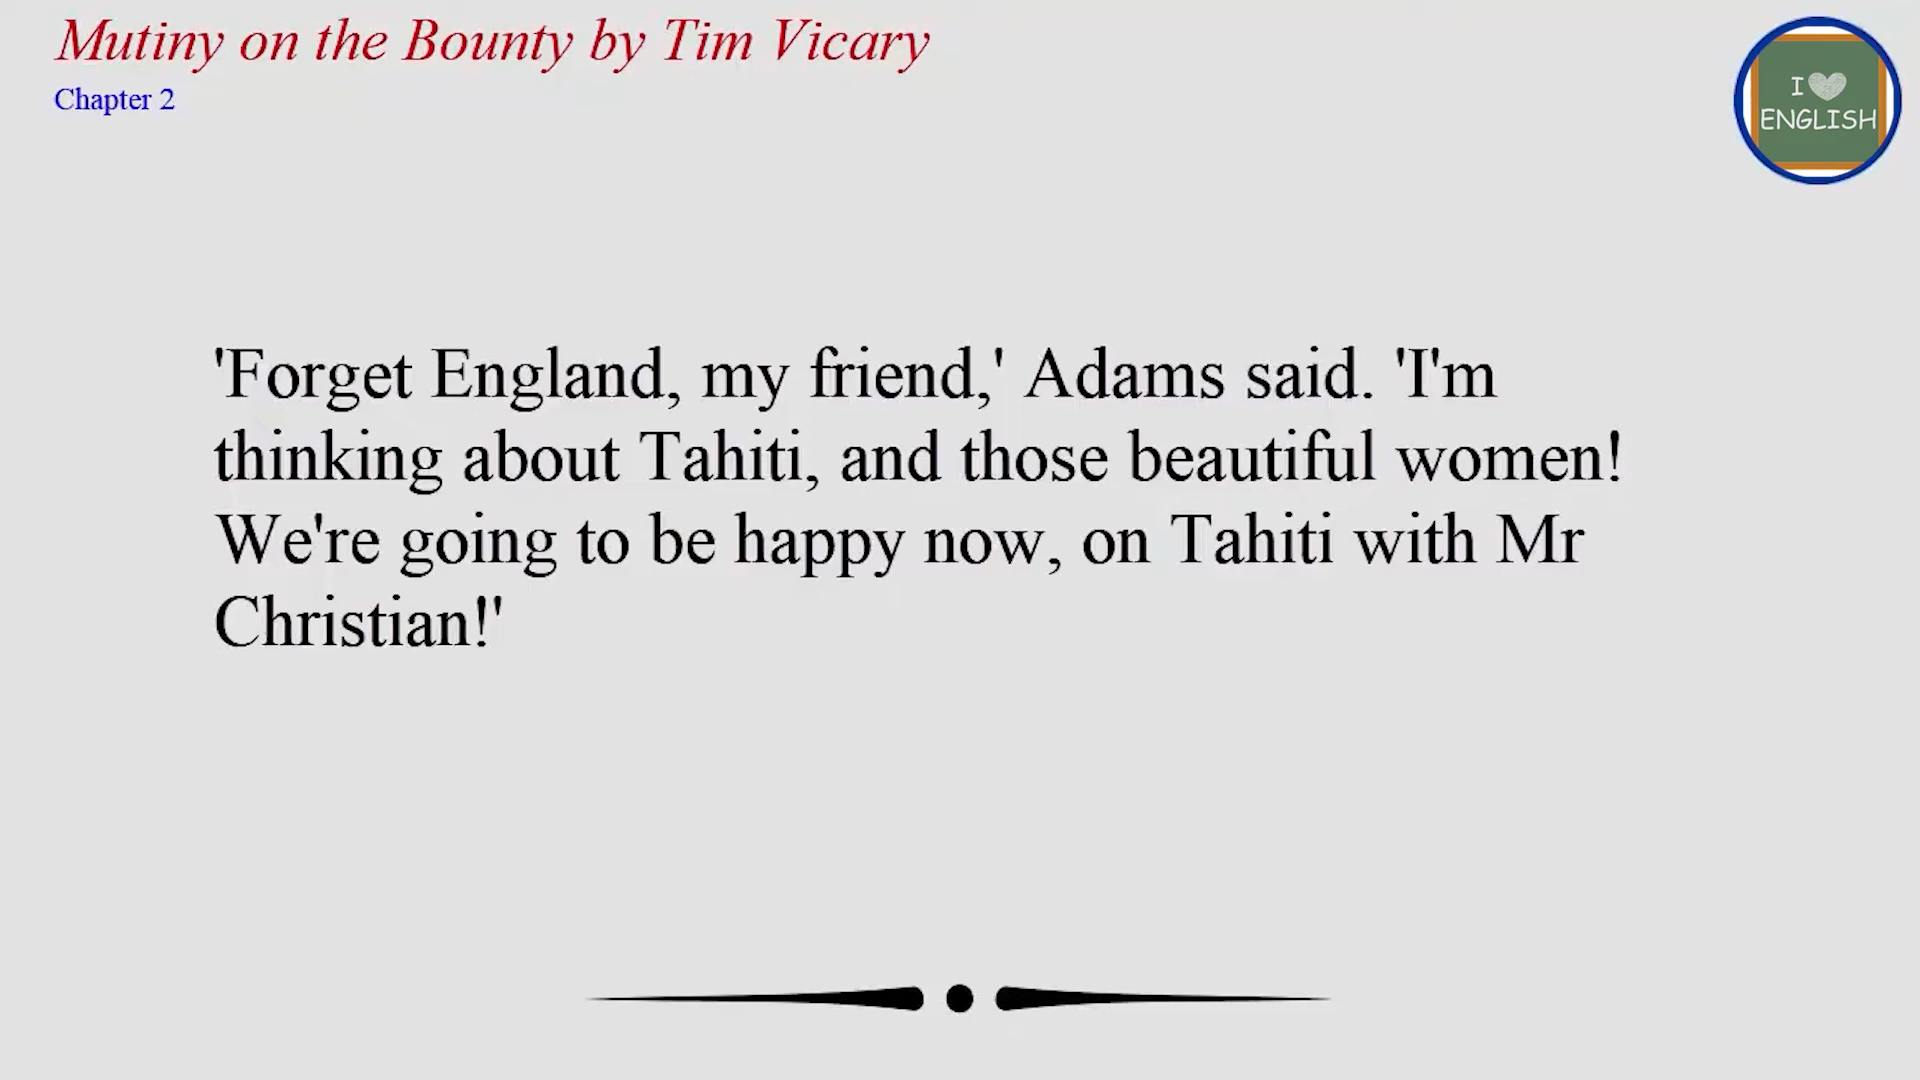 Mutiny on the Bounty by Tim Vicary
Chapter 2
I
ENGLISH
'Forget England, my friend,' Adams said. 'I'm
thinking about Tahiti, and those beautiful women!
We're going to be happy now, on Tahiti with Mr
Christian!'